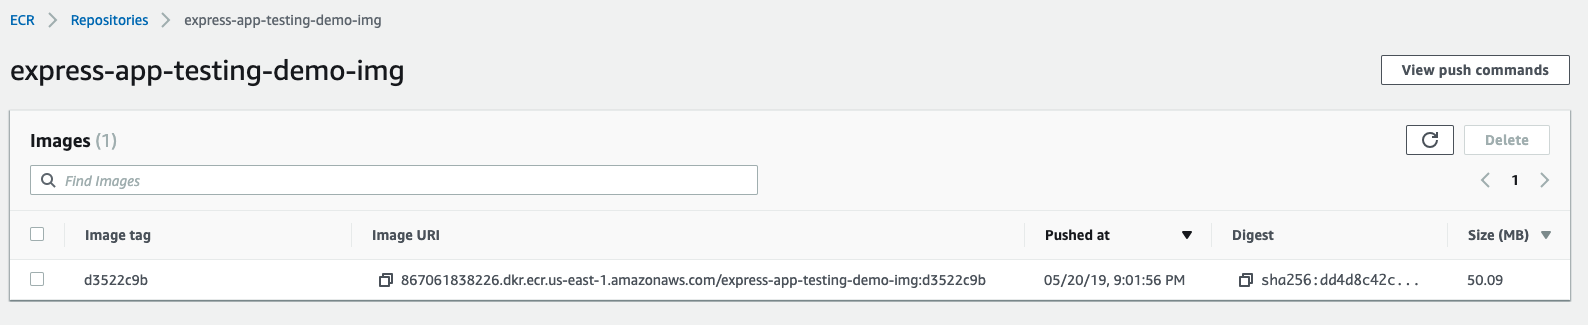 ECR > Repositories > express-app-testing-demo-img
express-app-testing-demo-img
View push commands
Images (1)
Delete
Find Images
< 1 >
Image tag Image URI Pushed at Digest Size (MB)
d3522c9b 867061838226.dkr.ecr.us-east-1.amazonaws.com/express-app-testing-demo-img:d3522c9b 05/20/19, 9:01:56 PM sha256:dd4d8c42c... 50.09